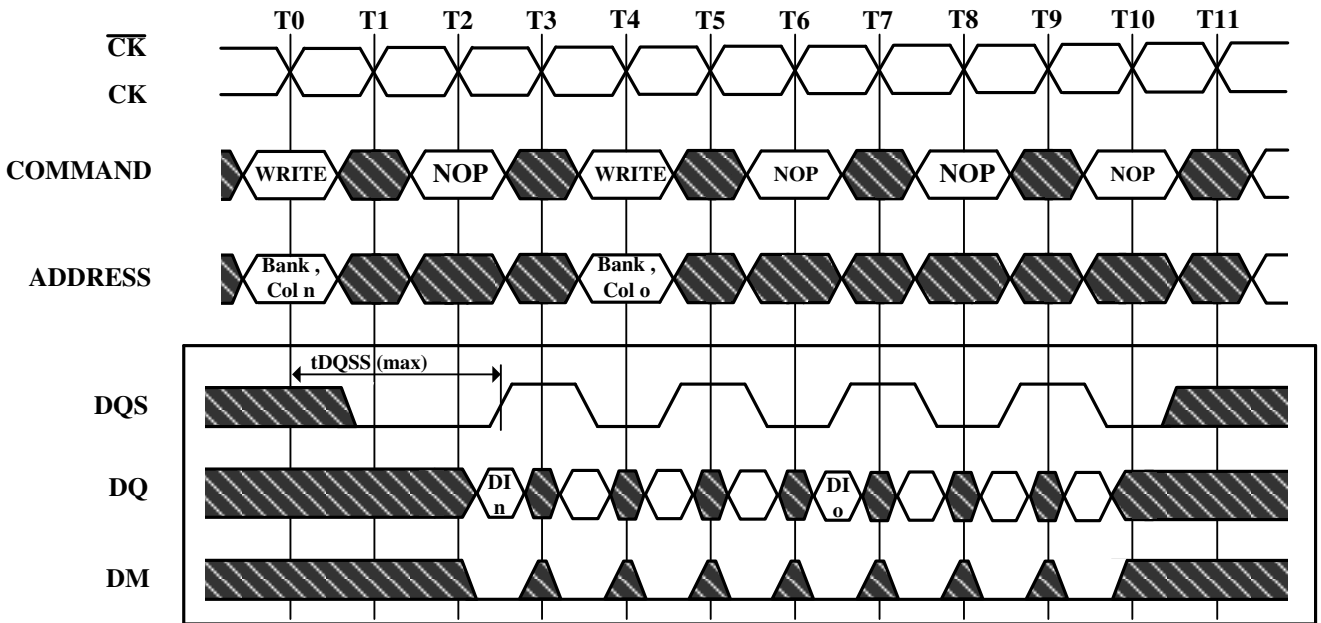 T0 T1 T2 T3 T4 T5 T6 T7 T8 T9 T10 T11
CK
CK
COMMAND WRITE NOP WRITE NOP NOP NOP
ADDRESS Bank , Col n Bank , Col o
tDQSS (max)
DQS
DQ DI n DI o
DM